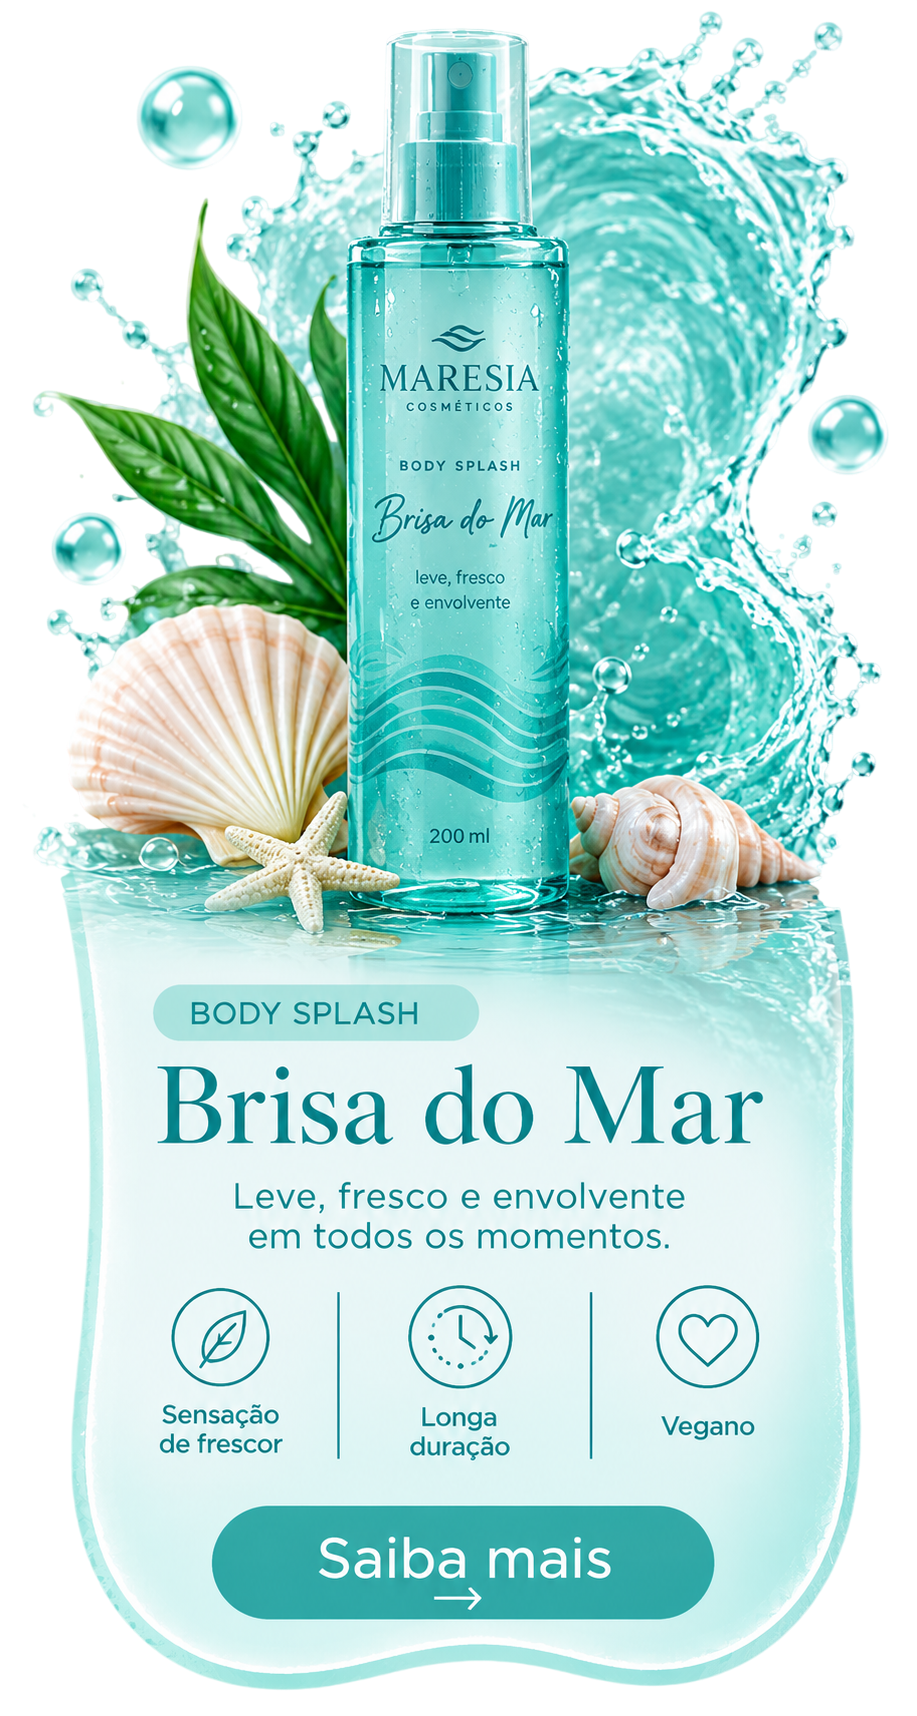 MARESIA
COSMÉTICOS
BODY SPLASH
Brisa do Mar
leve, fresco
e envolvente
200 ml
BODY SPLASH
Brisa do Mar
Leve, fresco e envolvente
em todos os momentos.
Sensação
de frescor
Longa
duração
Vegano
Saiba mais